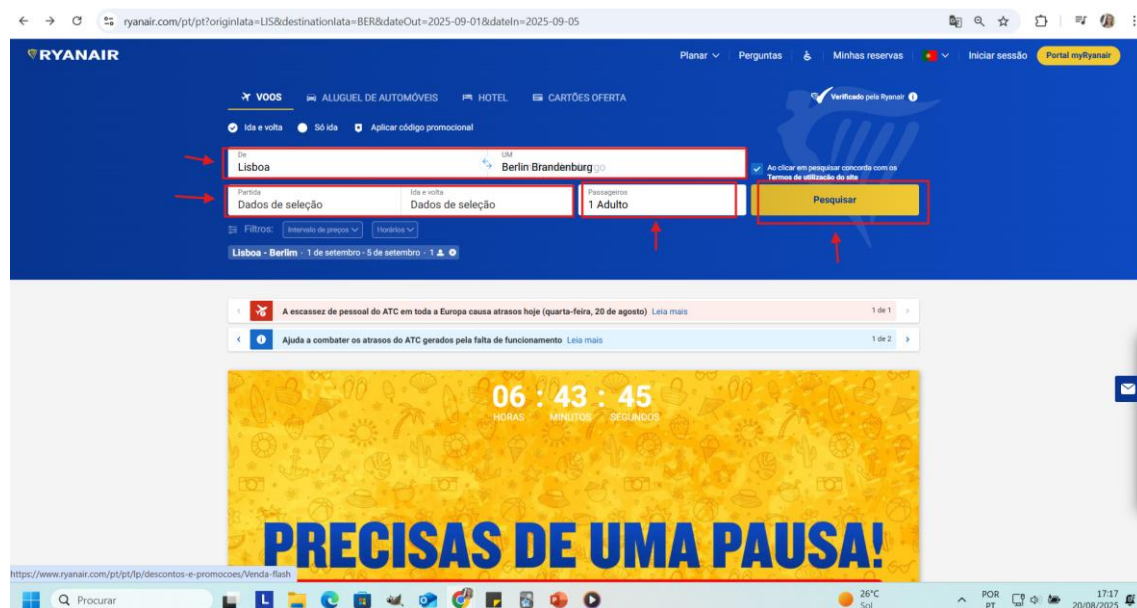 ryanair.com/pt/pt?originIata=LIS&destinationIata=BER&dateOut=2025-09-01&dateIn=2025-09-05
RYANAIR
Planar
Perguntas
Minhas reservas
Iniciar sessão
Portal myRyanair
VOOS
ALUGUEL DE AUTOMÓVEIS
HOTEL
CARTÕES OFERTA
Verificado pela Ryanair
Ida e volta
Só ida
Aplicar código promocional
De
Lisboa
UM
Berlin Brandenburg
Ao clicar em pesquisar concorda com os
Termos de utilização do site
Partida
Dados de seleção
Ida e volta
Dados de seleção
Passageiros
1 Adulto
Pesquisar
Filtros:
Intervalo de preços
Horários
Lisboa - Berlim - 1 de setembro - 5 de setembro - 1
A escassez de pessoal do ATC em toda a Europa causa atrasos hoje (quarta-feira, 20 de agosto) Leia mais
1 de 1
Ajuda a combater os atrasos do ATC gerados pela falta de funcionamento Leia mais
1 de 2
06 : 43 : 45
HORAS MINUTOS SEGUNDOS
PRECISAS DE UMA PAUSA!
https://www.ryanair.com/pt/pt/lp/descontos-e-promocoes/Venda-flash
Procurar
26°C
Sol
POR
PT
17:17
20/08/2025